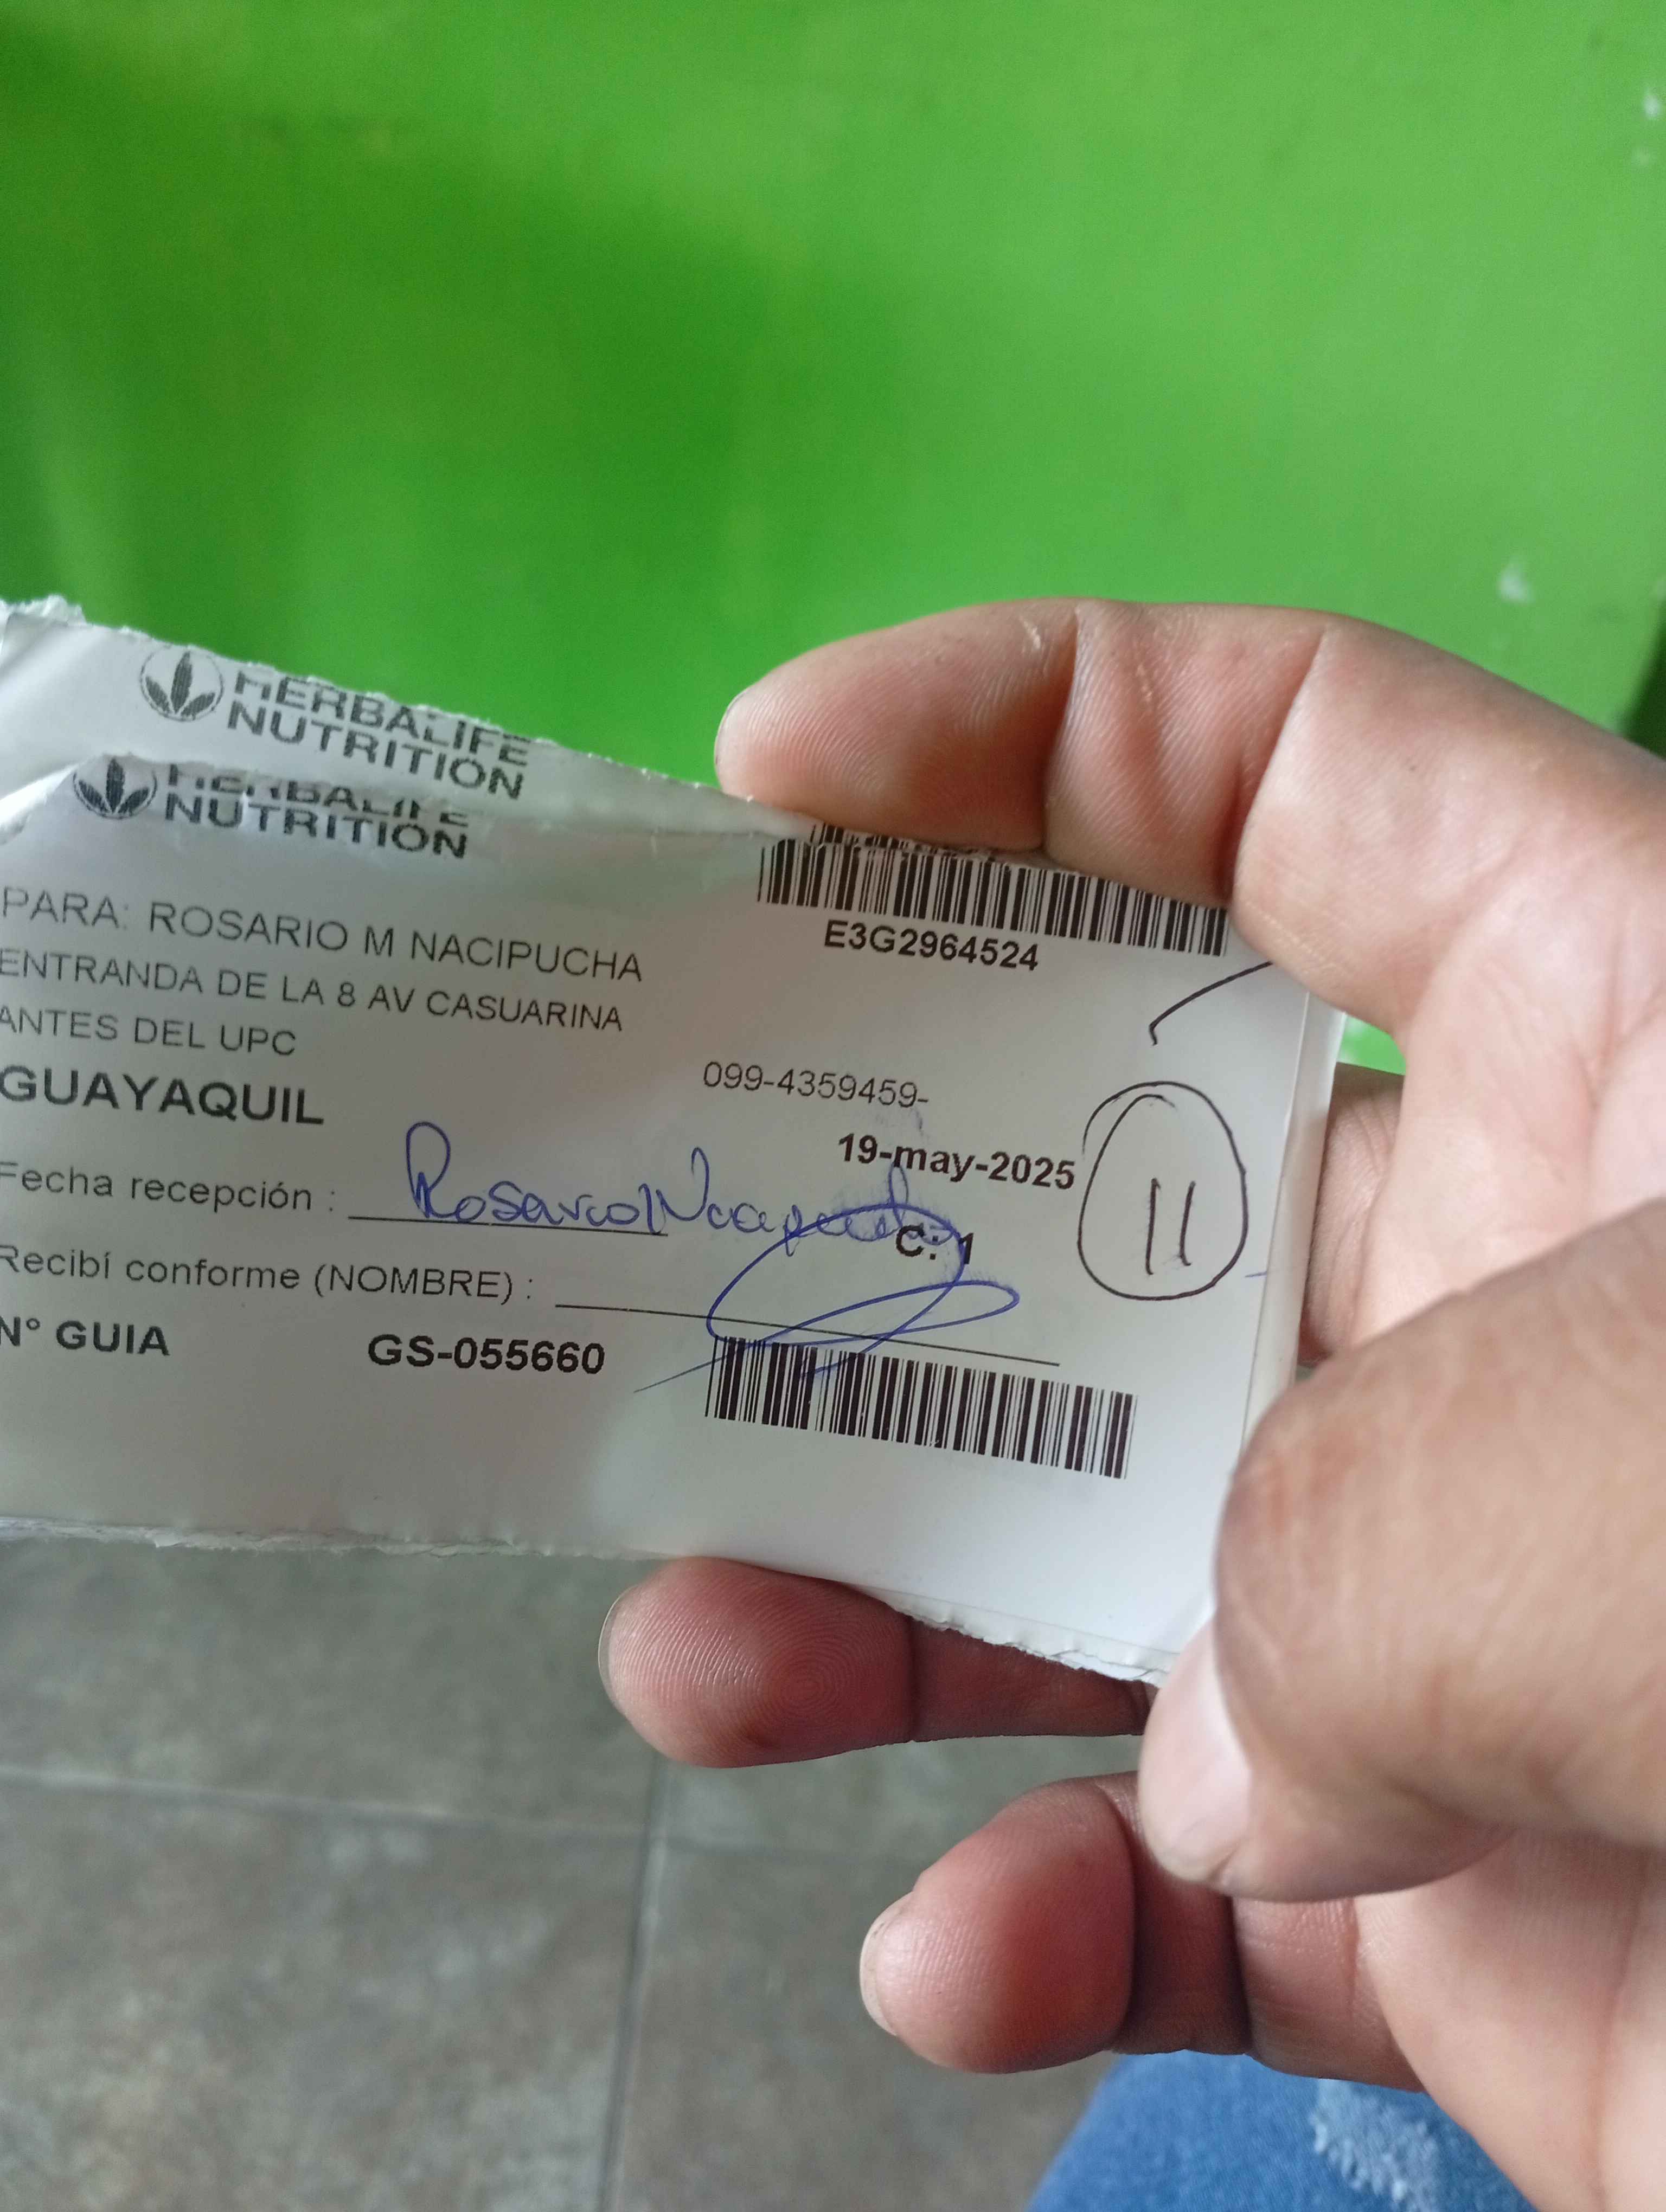 HERBALIFE
NUTRITION
HERBALIFE
NUTRITION
E3G2964524
PARA: ROSARIO M NACIPUCHA
ENTRANDA DE LA 8 AV CASUARINA
ANTES DEL UPC
099-4359459-
GUAYAQUIL
19-may-2025
11
Fecha recepción : Rosario
C: 1
Recibí conforme (NOMBRE) :
N° GUIA GS-055660